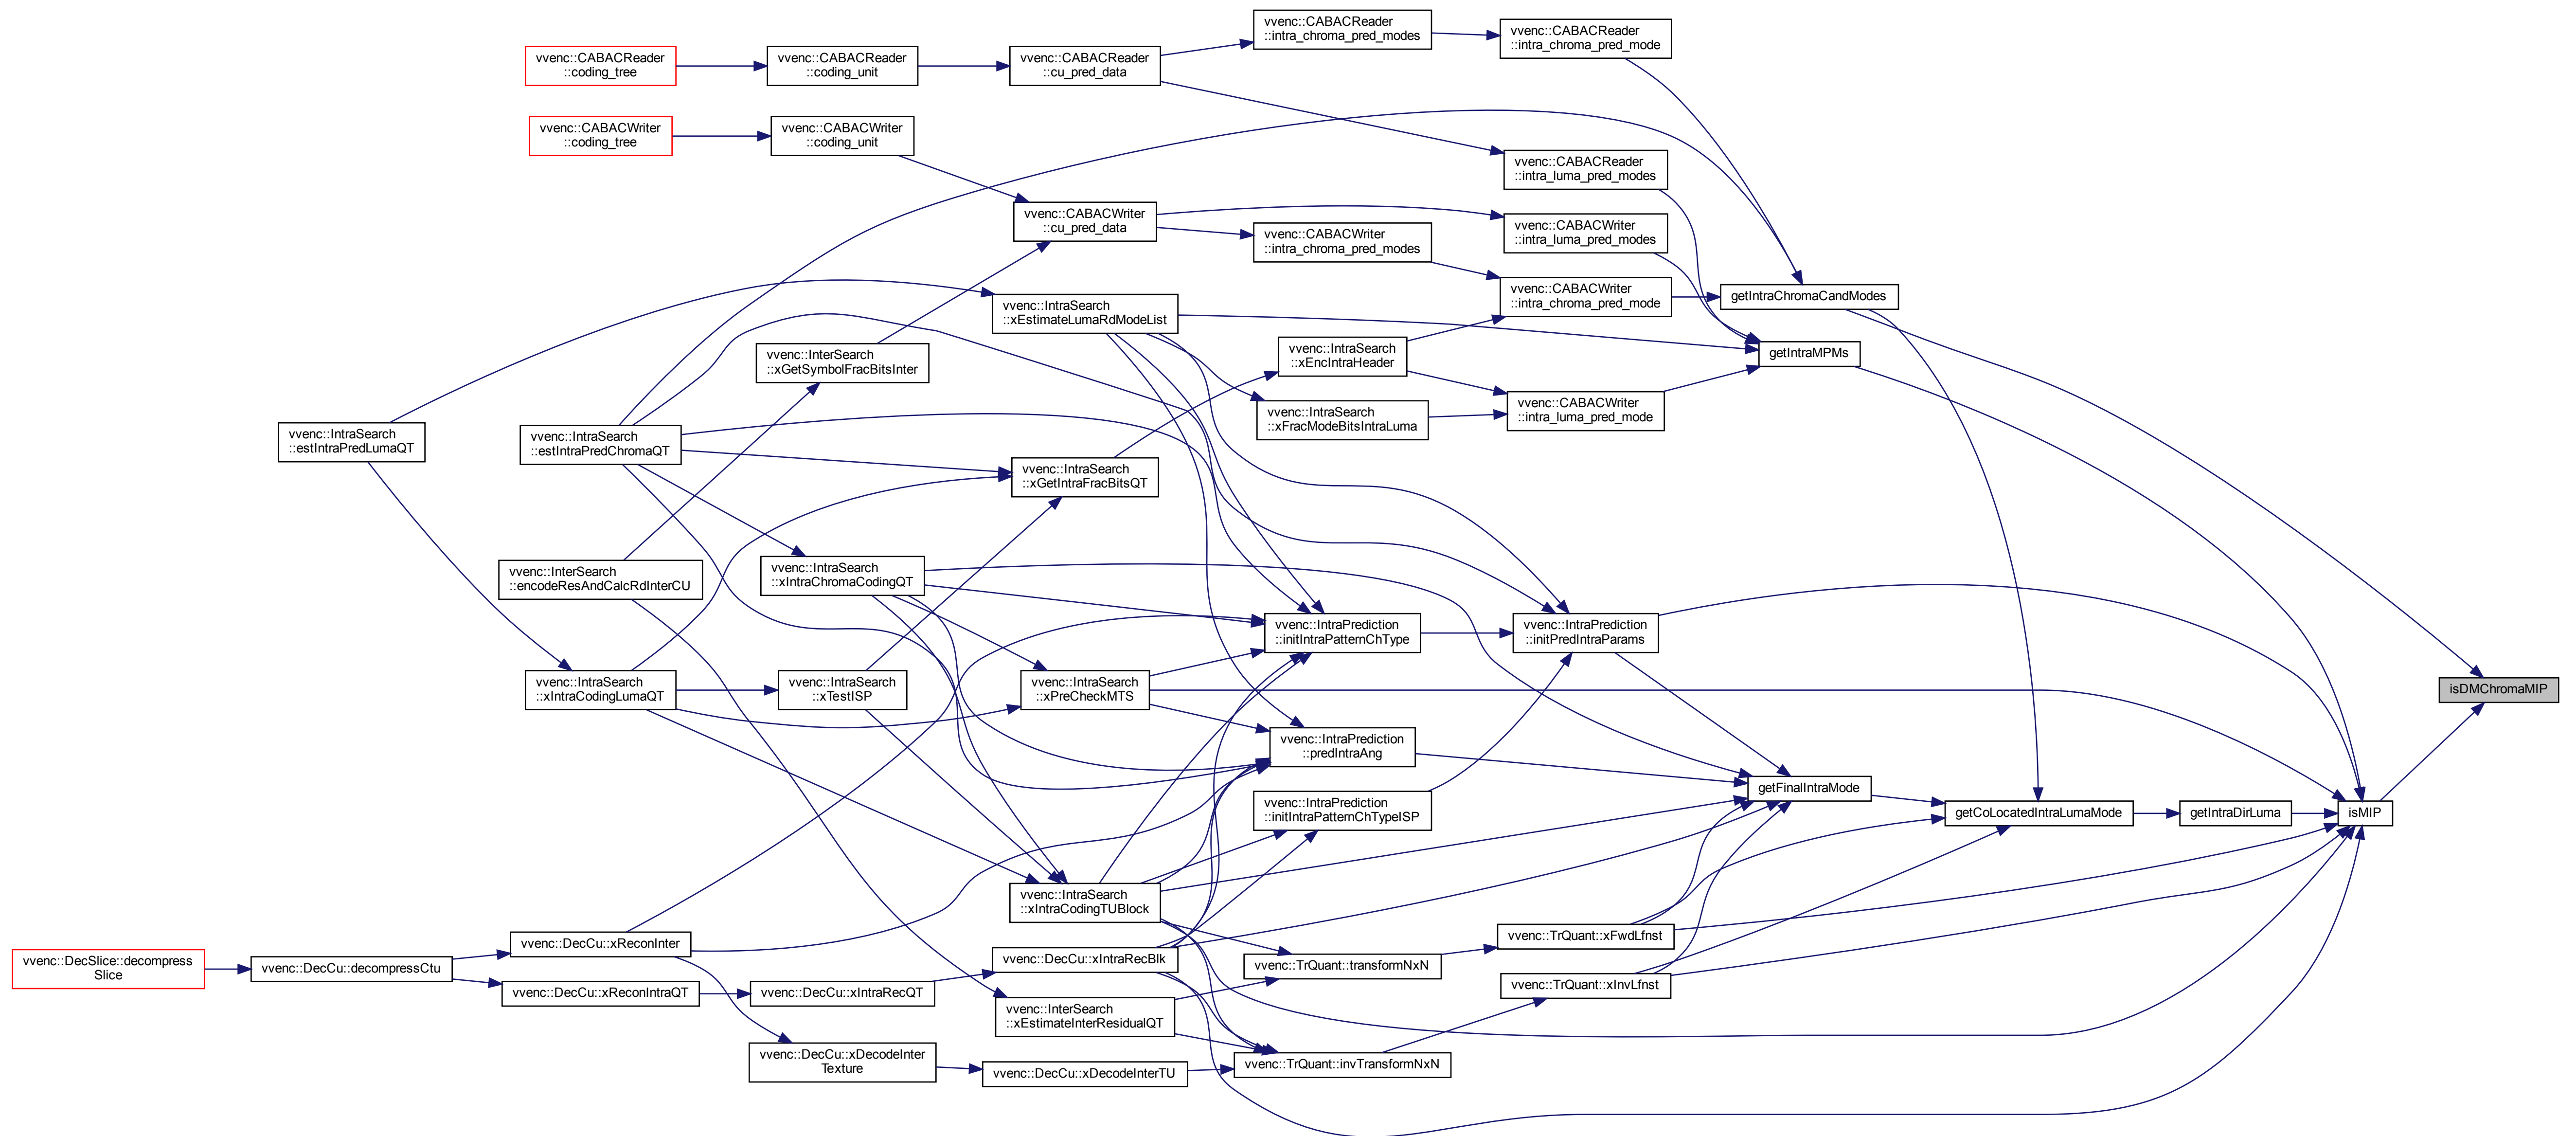 vvenc::CABACReader
::intra_chroma_pred_modes
vvenc::CABACReader
::intra_chroma_pred_mode
vvenc::CABACReader
::coding_tree
vvenc::CABACReader
::coding_unit
vvenc::CABACReader
::cu_pred_data
vvenc::CABACWriter
::coding_tree
vvenc::CABACWriter
::coding_unit
vvenc::CABACReader
::intra_luma_pred_modes
vvenc::CABACWriter
::cu_pred_data
vvenc::CABACWriter
::intra_chroma_pred_modes
vvenc::CABACWriter
::intra_luma_pred_modes
vvenc::CABACWriter
::intra_chroma_pred_mode
getIntraChromaCandModes
vvenc::IntraSearch
::xEstimateLumaRdModeList
vvenc::InterSearch
::xGetSymbolFracBitsInter
vvenc::IntraSearch
::xEncIntraHeader
getIntraMPMs
vvenc::IntraSearch
::xFracModeBitsIntraLuma
vvenc::CABACWriter
::intra_luma_pred_mode
vvenc::IntraSearch
::estIntraPredLumaQT
vvenc::IntraSearch
::estIntraPredChromaQT
vvenc::IntraSearch
::xGetIntraFracBitsQT
vvenc::InterSearch
::encodeResAndCalcRdInterCU
vvenc::IntraSearch
::xIntraChromaCodingQT
vvenc::IntraPrediction
::initIntraPatternChType
vvenc::IntraPrediction
::initPredIntraParams
vvenc::IntraSearch
::xIntraCodingLumaQT
vvenc::IntraSearch
::xTestISP
vvenc::IntraSearch
::xPreCheckMTS
isDMChromaMIP
vvenc::IntraPrediction
::predIntraAng
getFinalIntraMode
vvenc::IntraPrediction
::initIntraPatternChTypeISP
getCoLocatedIntraLumaMode
getIntraDirLuma
isMIP
vvenc::IntraSearch
::xIntraCodingTUBlock
vvenc::TrQuant::xFwdLfnst
vvenc::DecSlice::decompress
Slice
vvenc::DecCu::decompressCtu
vvenc::DecCu::xReconInter
vvenc::DecCu::xIntraRecBlk
vvenc::TrQuant::transformNxN
vvenc::DecCu::xReconIntraQT
vvenc::DecCu::xIntraRecQT
vvenc::TrQuant::xInvLfnst
vvenc::InterSearch
::xEstimateInterResidualQT
vvenc::DecCu::xDecodeInter
Texture
vvenc::DecCu::xDecodeInterTU
vvenc::TrQuant::invTransformNxN